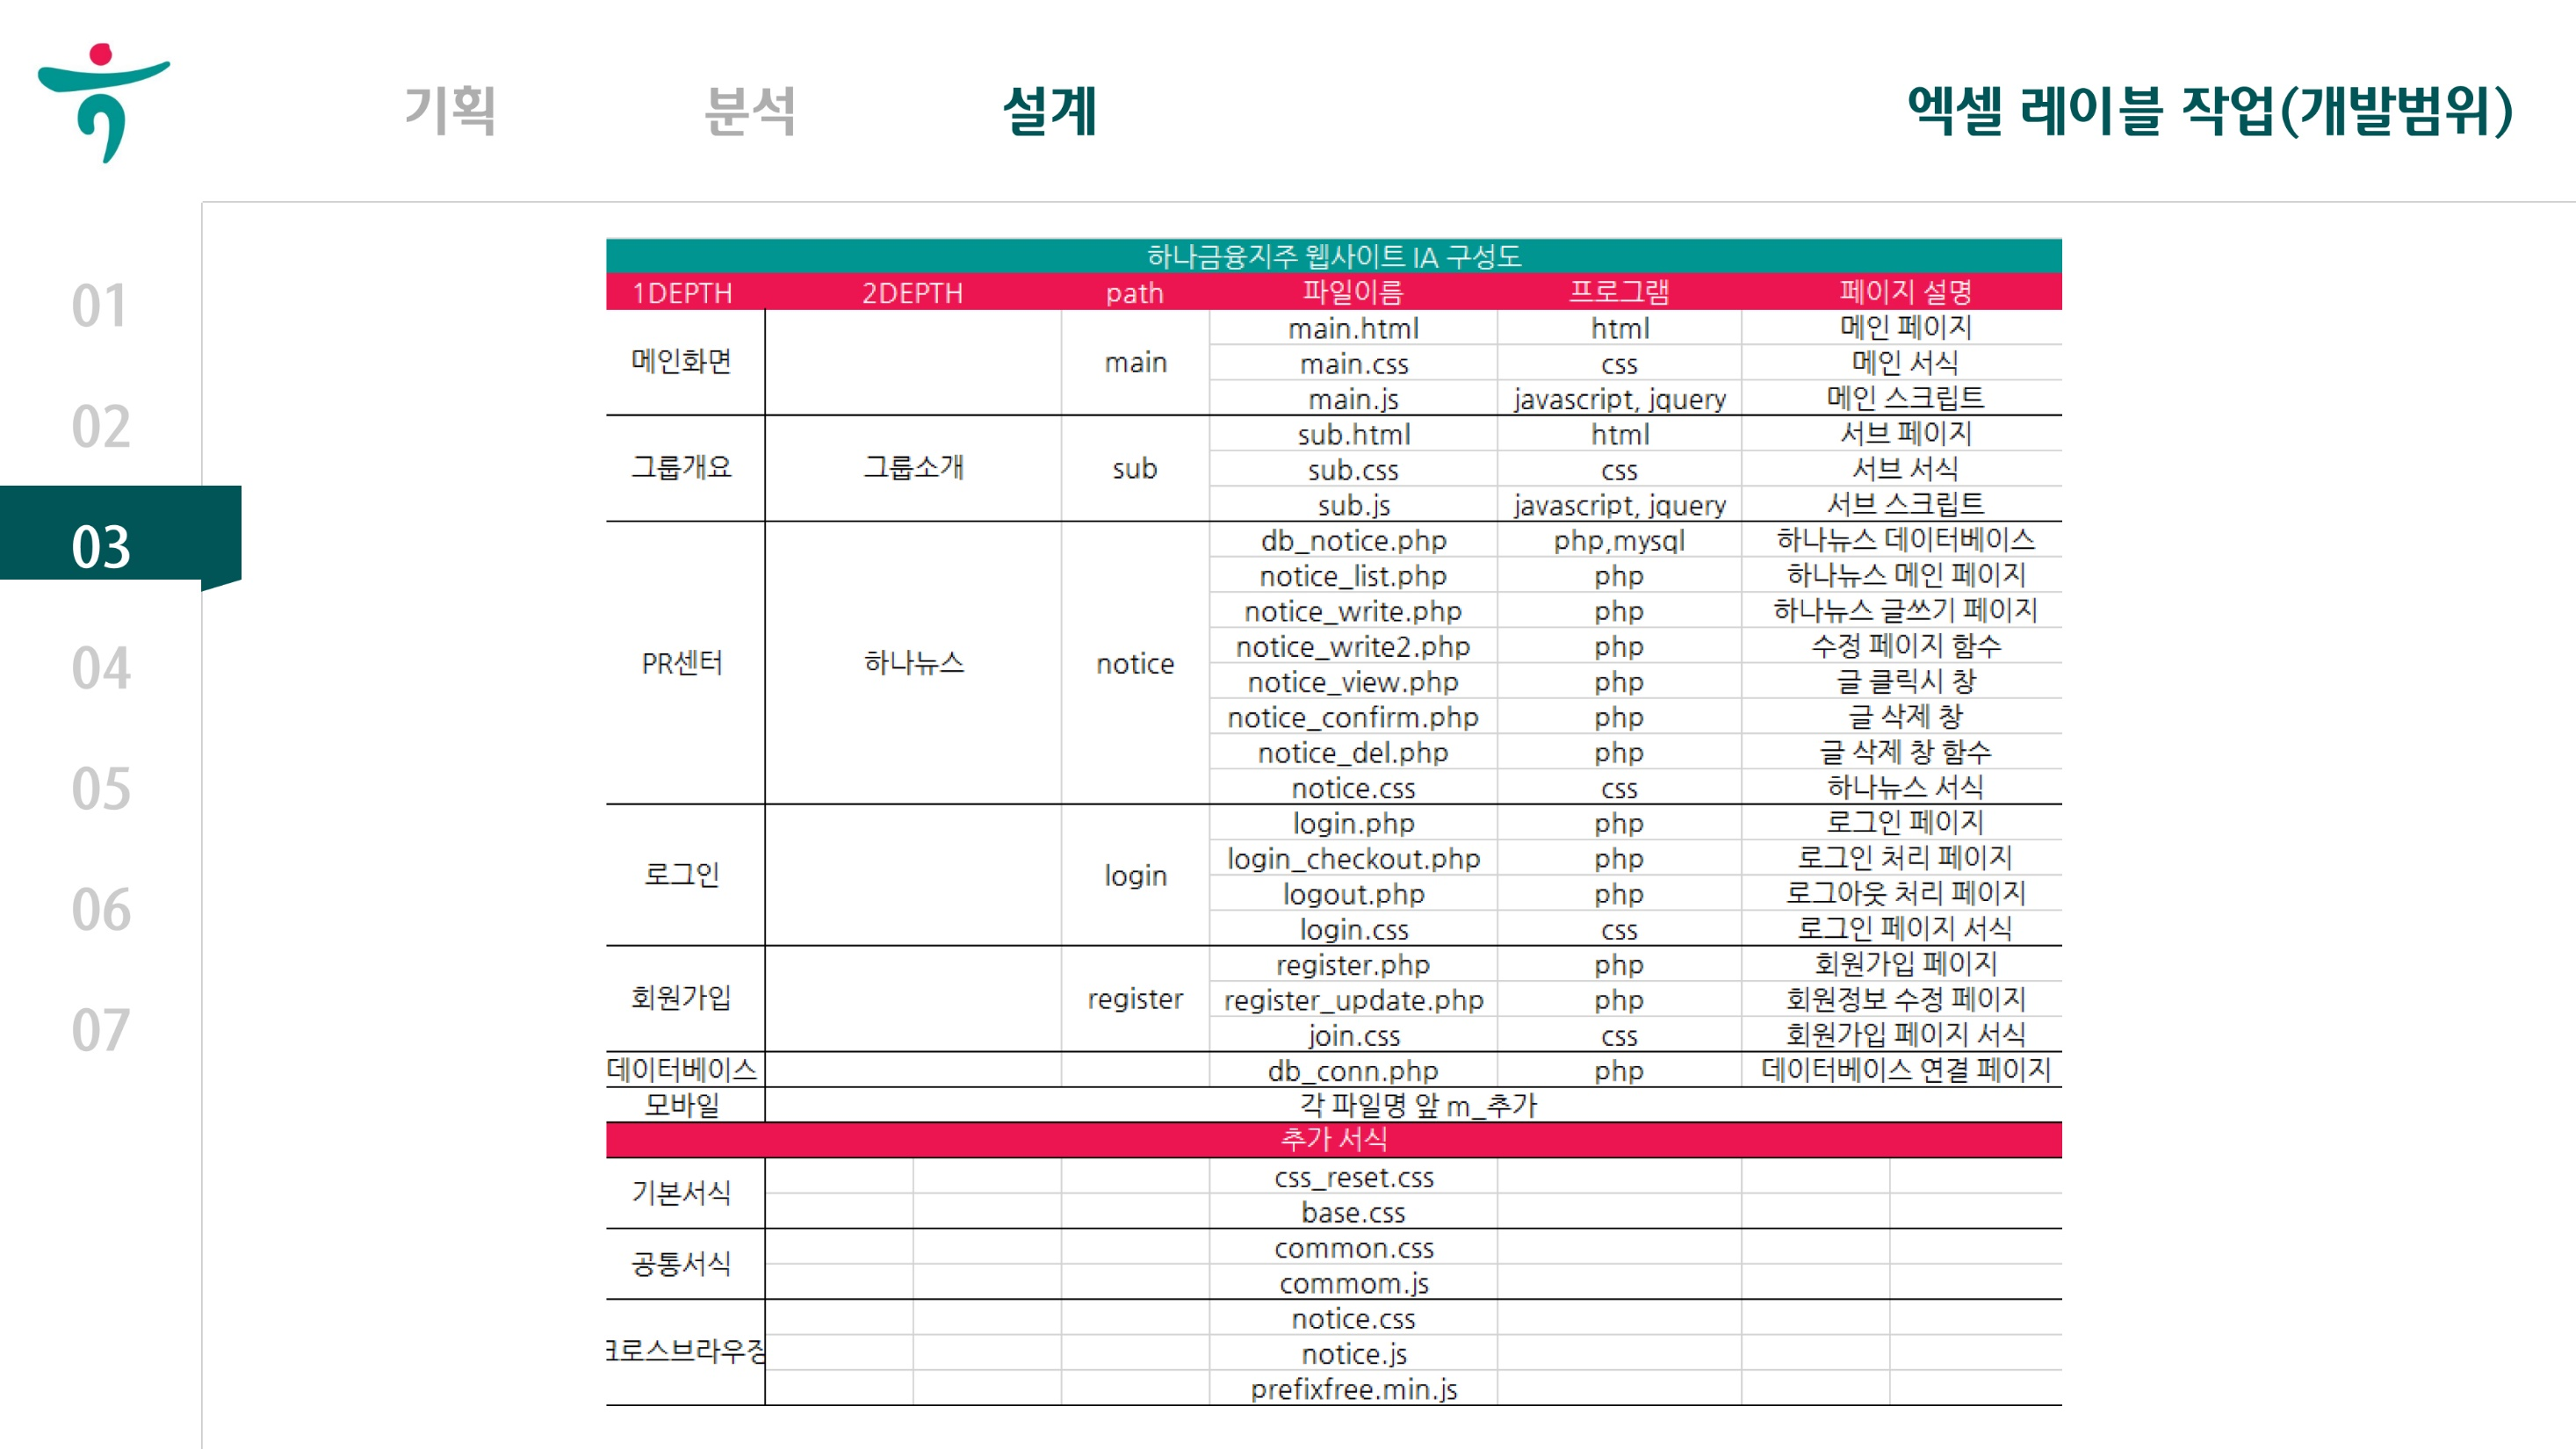 기획 분석 설계 엑셀 레이블 작업(개발범위)
01
02
03
04
05
06
07
하나금융지주 웹사이트 IA 구성도
1DEPTH 2DEPTH path 파일이름 프로그램 페이지 설명
메인화면 main
main.html html 메인 페이지
main.css css 메인 서식
main.js javascript, jquery 메인 스크립트
그룹개요 그룹소개 sub
sub.html html 서브 페이지
sub.css css 서브 서식
sub.js javascript, jquery 서브 스크립트
PR센터 하나뉴스 notice
db_notice.php php,mysql 하나뉴스 데이터베이스
notice_list.php php 하나뉴스 메인 페이지
notice_write.php php 하나뉴스 글쓰기 페이지
notice_write2.php php 수정 페이지 함수
notice_view.php php 글 클릭시 창
notice_confirm.php php 글 삭제 창
notice_del.php php 글 삭제 창 함수
notice.css css 하나뉴스 서식
로그인 login
login.php php 로그인 페이지
login_checkout.php php 로그인 처리 페이지
logout.php php 로그아웃 처리 페이지
login.css css 로그인 페이지 서식
회원가입 register
register.php php 회원가입 페이지
register_update.php php 회원정보 수정 페이지
join.css css 회원가입 페이지 서식
데이터베이스 db_conn.php php 데이터베이스 연결 페이지
모바일 각 파일명 앞 m_추가
추가 서식
기본서식
css_reset.css
base.css
공통서식
common.css
commom.js
크로스브라우징
notice.css
notice.js
prefixfree.min.js